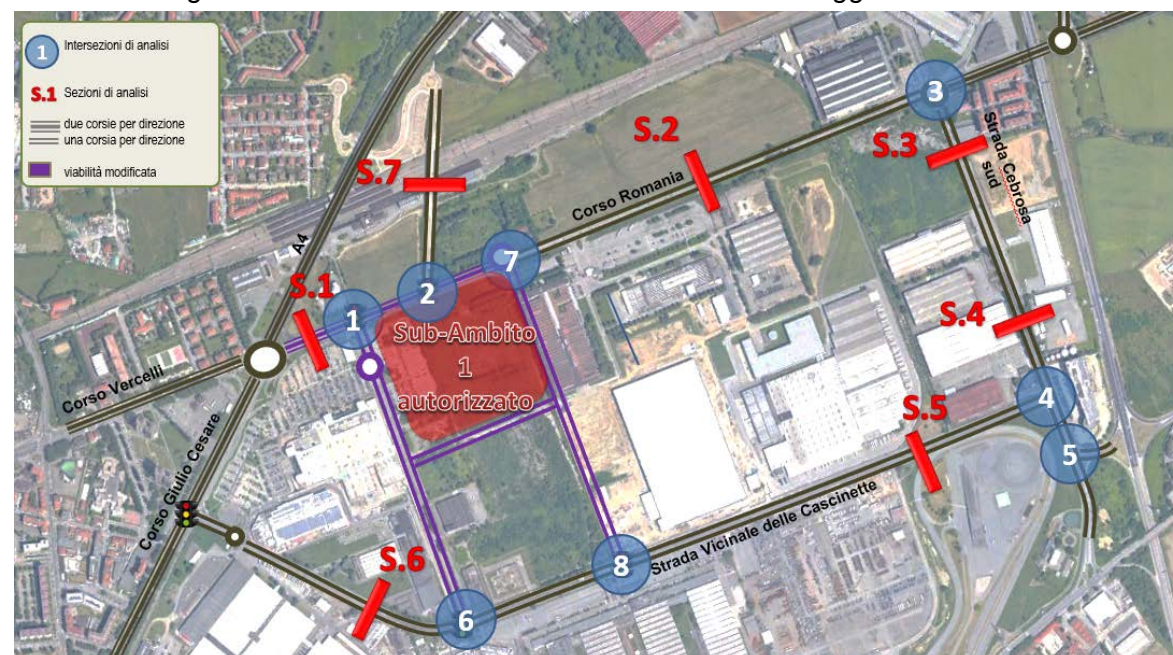 1
Intersezioni di analisi
S.1 Sezioni di analisi
due corsie per direzione
una corsia per direzione
viabilità modificata
3
S.2
S.3
Strada Cebrosa
sud
S.7
Corso Romania
A4
7
2
S.1
1
Sub-Ambito
1
autorizzato
S.4
Corso Vercelli
4
S.5
5
Corso Giulio Cesare
Strada Vicinale delle Cascinette
8
S.6
6